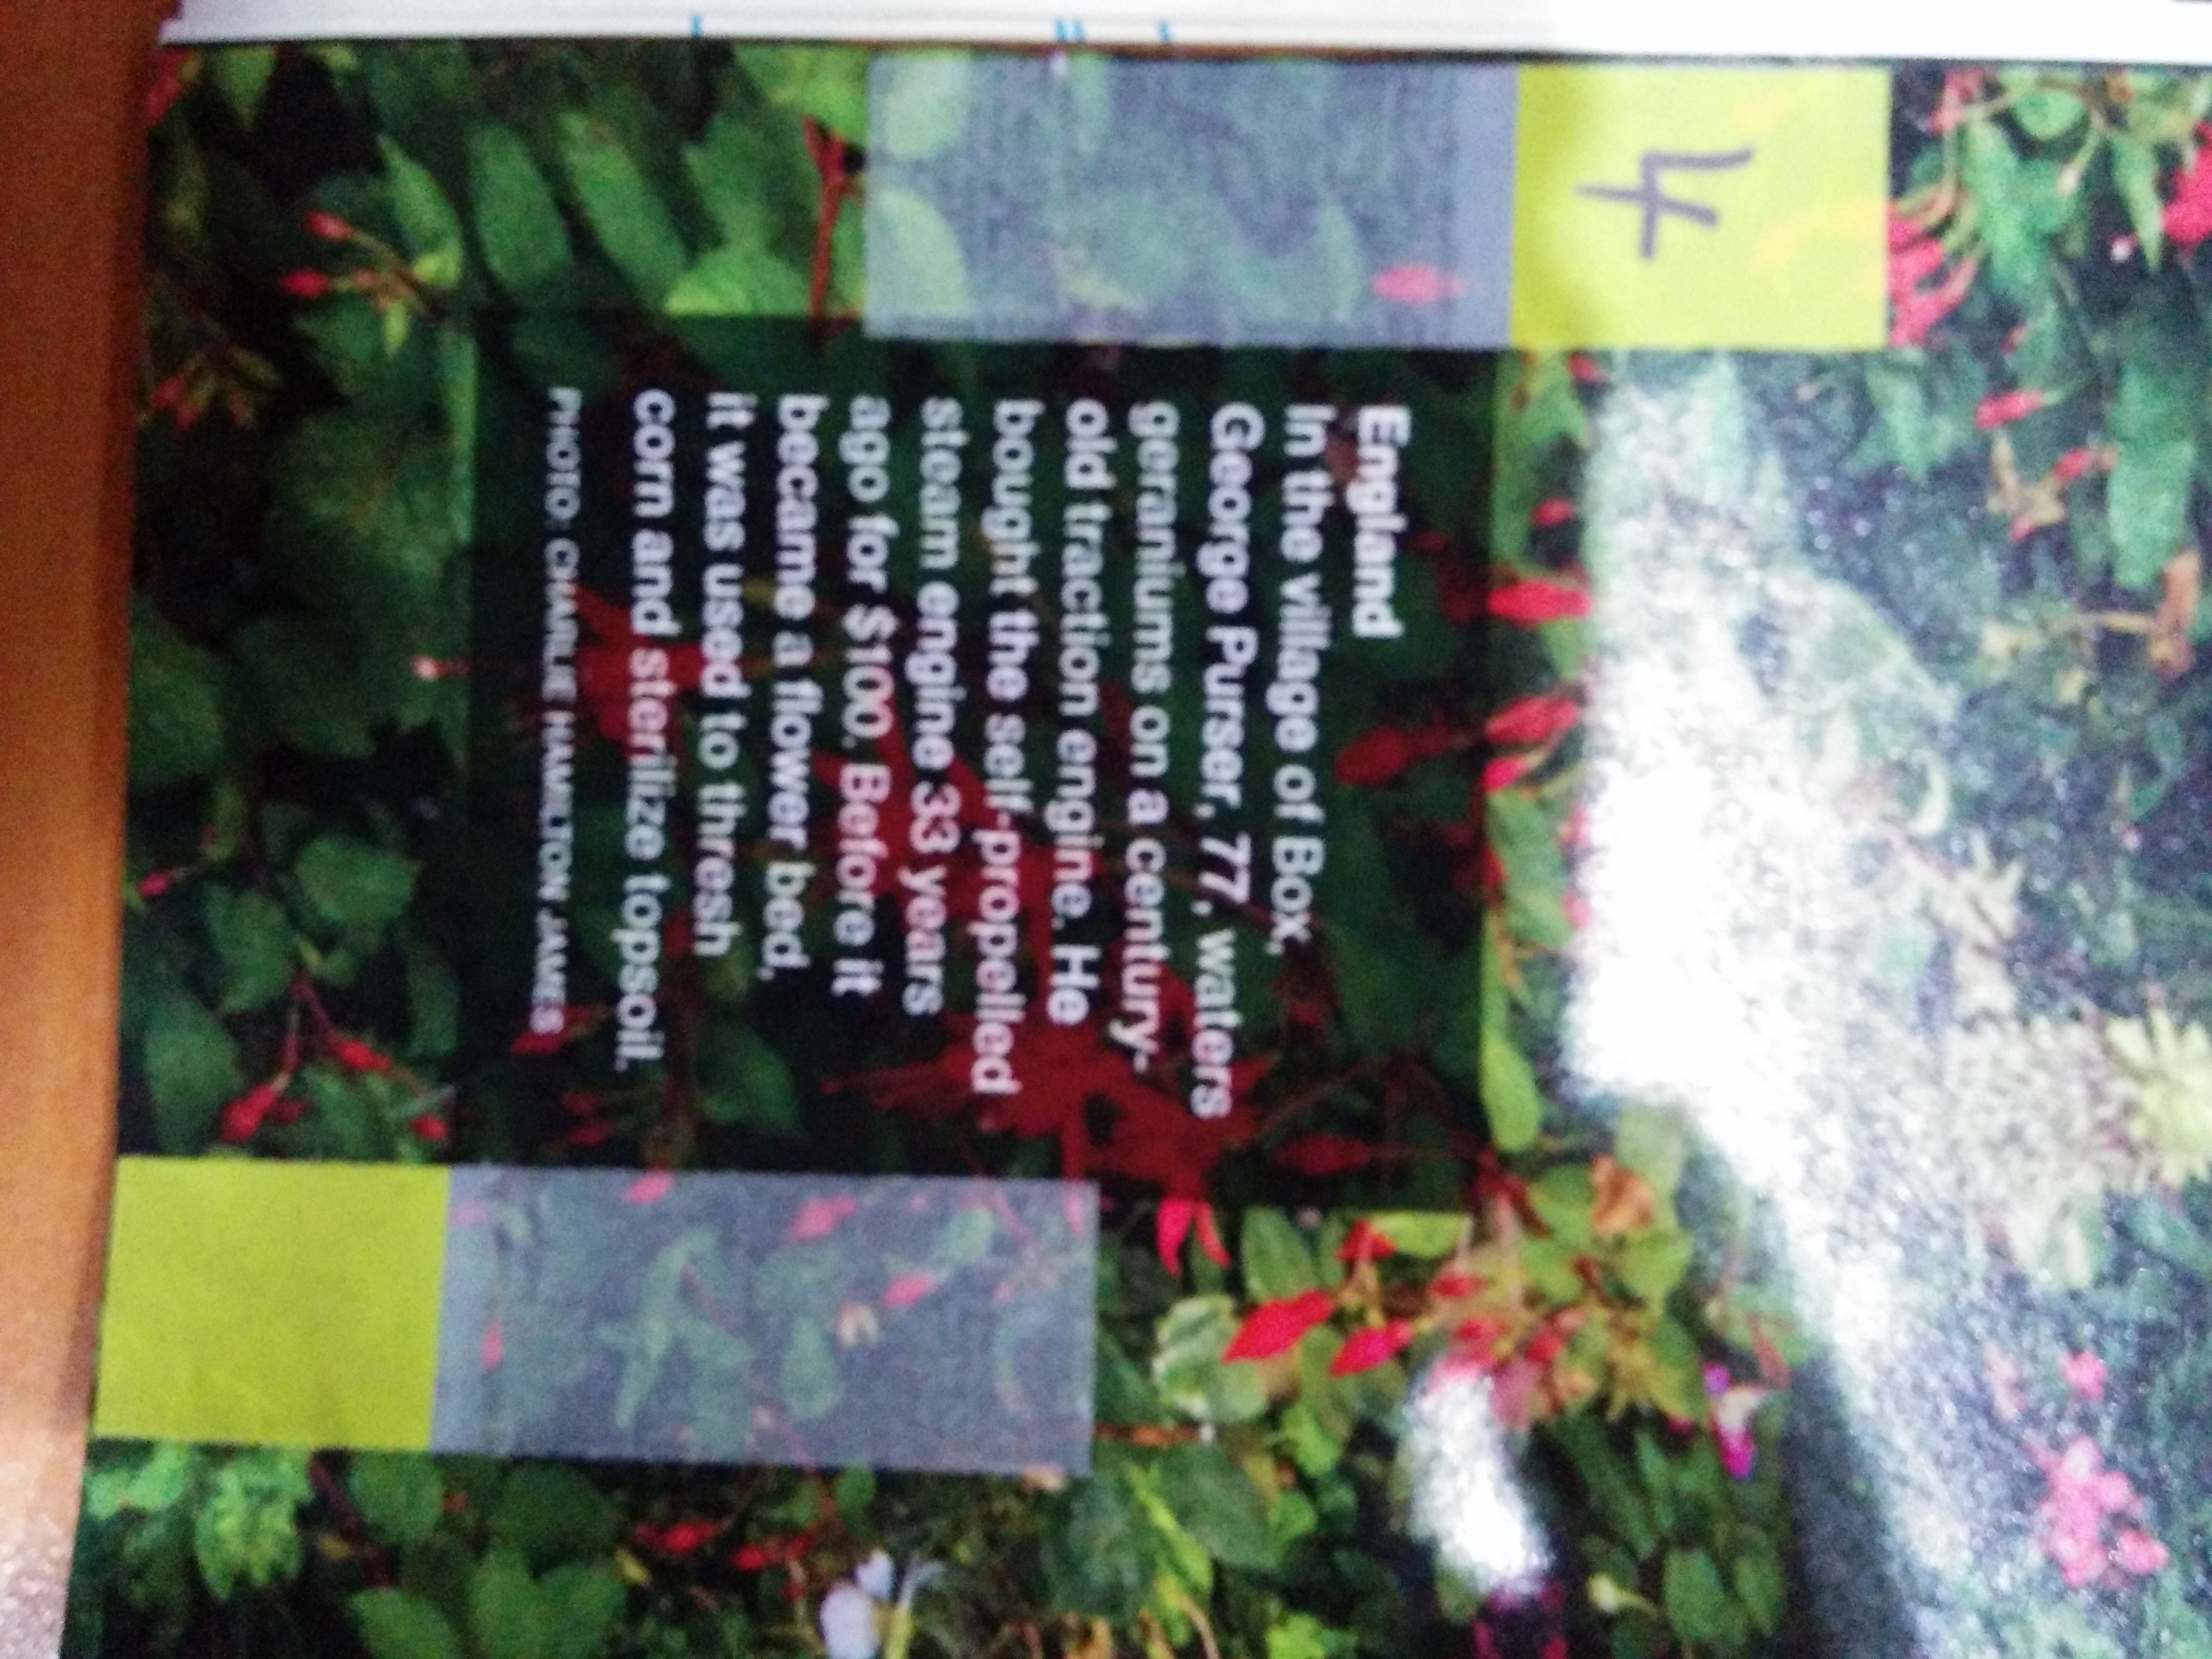 4
England
In the village of Box,
George Purser, 77, waters
geraniums on a century-
old traction engine. He
bought the self-propelled
steam engine 33 years
ago for $100. Before it
became a flower bed,
it was used to thresh
corn and sterilize topsoil.
PHOTO: CHARLIE HAMILTON JAMES